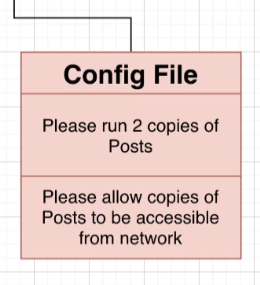 Config File
Please run 2 copies of
Posts
Please allow copies of
Posts to be accessible
from network